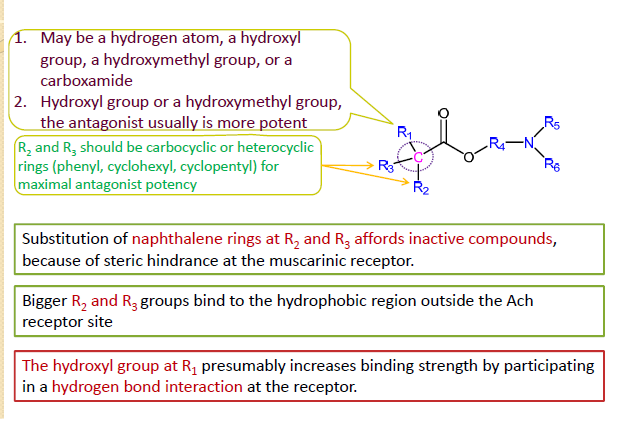 1. May be a hydrogen atom, a hydroxyl
group, a hydroxymethyl group, or a
carboxamide
2. Hydroxyl group or a hydroxymethyl group,
the antagonist usually is more potent
R₂ and R₃ should be carbocyclic or heterocyclic
rings (phenyl, cyclohexyl, cyclopentyl) for
maximal antagonist potency
O
R₁
R₃
C
R₂
O
R₄
N
R₅
R₆
Substitution of naphthalene rings at R₂ and R₃ affords inactive compounds,
because of steric hindrance at the muscarinic receptor.
Bigger R₂ and R₃ groups bind to the hydrophobic region outside the Ach
receptor site
The hydroxyl group at R₁ presumably increases binding strength by participating
in a hydrogen bond interaction at the receptor.